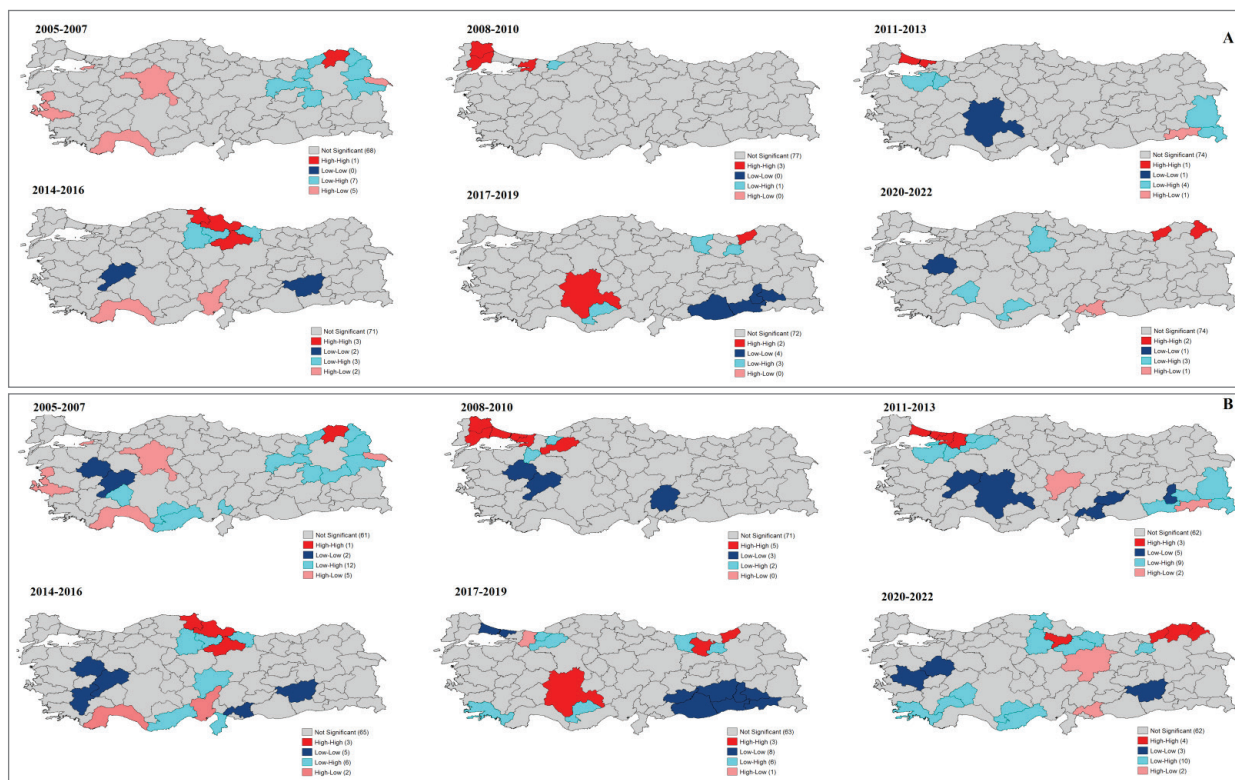 A
2005-2007
Not Significant (68)
High-High (1)
Low-Low (0)
Low-High (7)
High-Low (5)
2008-2010
Not Significant (77)
High-High (3)
Low-Low (0)
Low-High (1)
High-Low (0)
2011-2013
Not Significant (74)
High-High (1)
Low-Low (1)
Low-High (4)
High-Low (1)
2014-2016
Not Significant (71)
High-High (3)
Low-Low (2)
Low-High (3)
High-Low (2)
2017-2019
Not Significant (72)
High-High (2)
Low-Low (4)
Low-High (3)
High-Low (0)
2020-2022
Not Significant (74)
High-High (2)
Low-Low (1)
Low-High (3)
High-Low (1)
B
2005-2007
Not Significant (61)
High-High (1)
Low-Low (2)
Low-High (12)
High-Low (5)
2008-2010
Not Significant (71)
High-High (5)
Low-Low (3)
Low-High (2)
High-Low (0)
2011-2013
Not Significant (62)
High-High (3)
Low-Low (5)
Low-High (9)
High-Low (2)
2014-2016
Not Significant (65)
High-High (3)
Low-Low (5)
Low-High (6)
High-Low (2)
2017-2019
Not Significant (63)
High-High (3)
Low-Low (8)
Low-High (6)
High-Low (1)
2020-2022
Not Significant (62)
High-High (4)
Low-Low (3)
Low-High (10)
High-Low (2)